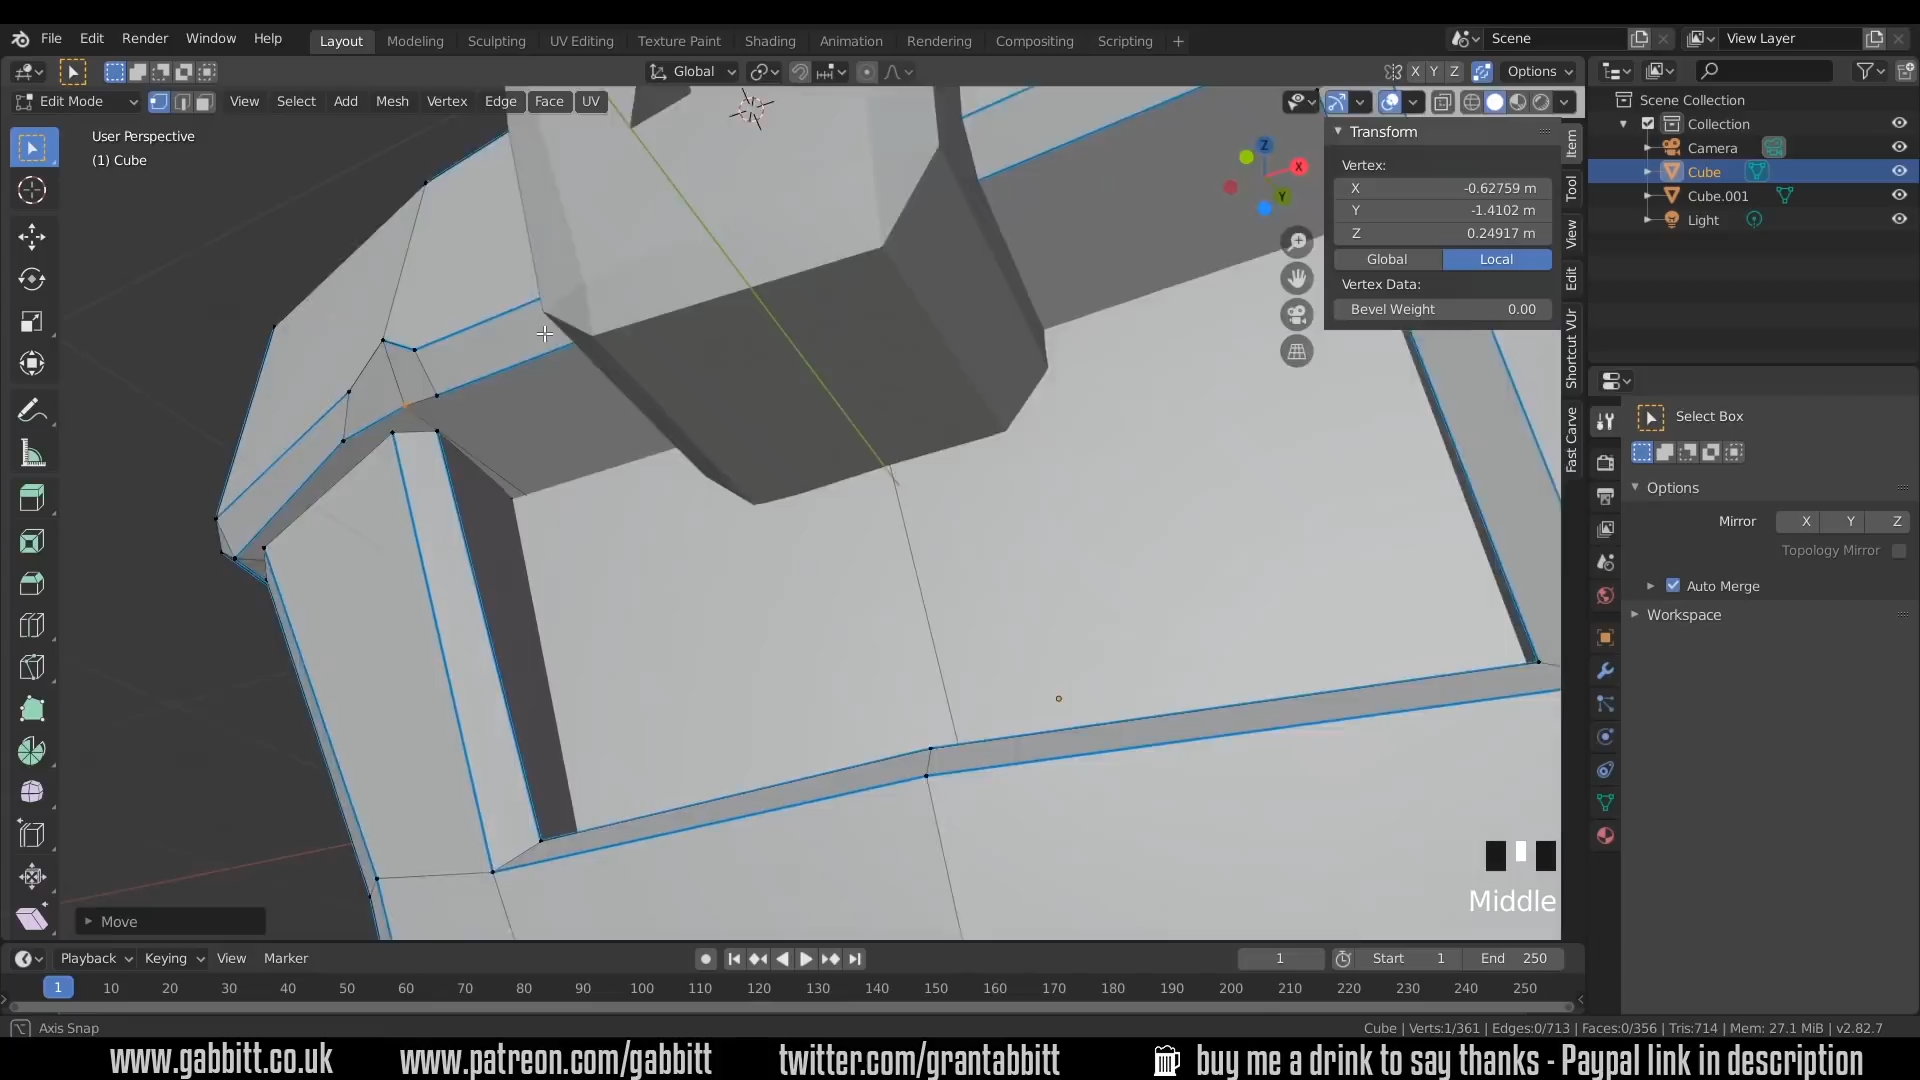 File Edit Render Window Help
Layout Modeling Sculpting UV Editing Texture Paint Shading Animation Rendering Compositing Scripting +
Scene
View Layer
Global
X Y Z
Options
Edit Mode View Select Add Mesh Vertex Edge Face UV
User Perspective
(1) Cube
Z
X
Y
Transform
Vertex:
X -0.62759 m
Y -1.4102 m
Z 0.24917 m
Global Local
Vertex Data:
Bevel Weight 0.00
Item
Tool
View
Edit
Shortcut VUr
Fast Carve
Scene Collection
Collection
Camera
Cube
Cube.001
Light
Select Box
Options
Mirror X Y Z
Topology Mirror
Auto Merge
Workspace
Middle
Move
Playback Keying View Marker
1
Start 1 End 250
1 10 20 30 40 50 60 70 80 90 100 110 120 130 140 150 160 170 180 190 200 210 220 230 240 250
Axis Snap
Cube | Verts:1/361 | Edges:0/713 | Faces:0/356 | Tris:714 | Mem: 27.1 MiB | v2.82.7
www.gabbitt.co.uk www.patreon.com/gabbitt twitter.com/grantabbitt buy me a drink to say thanks - Paypal link in description